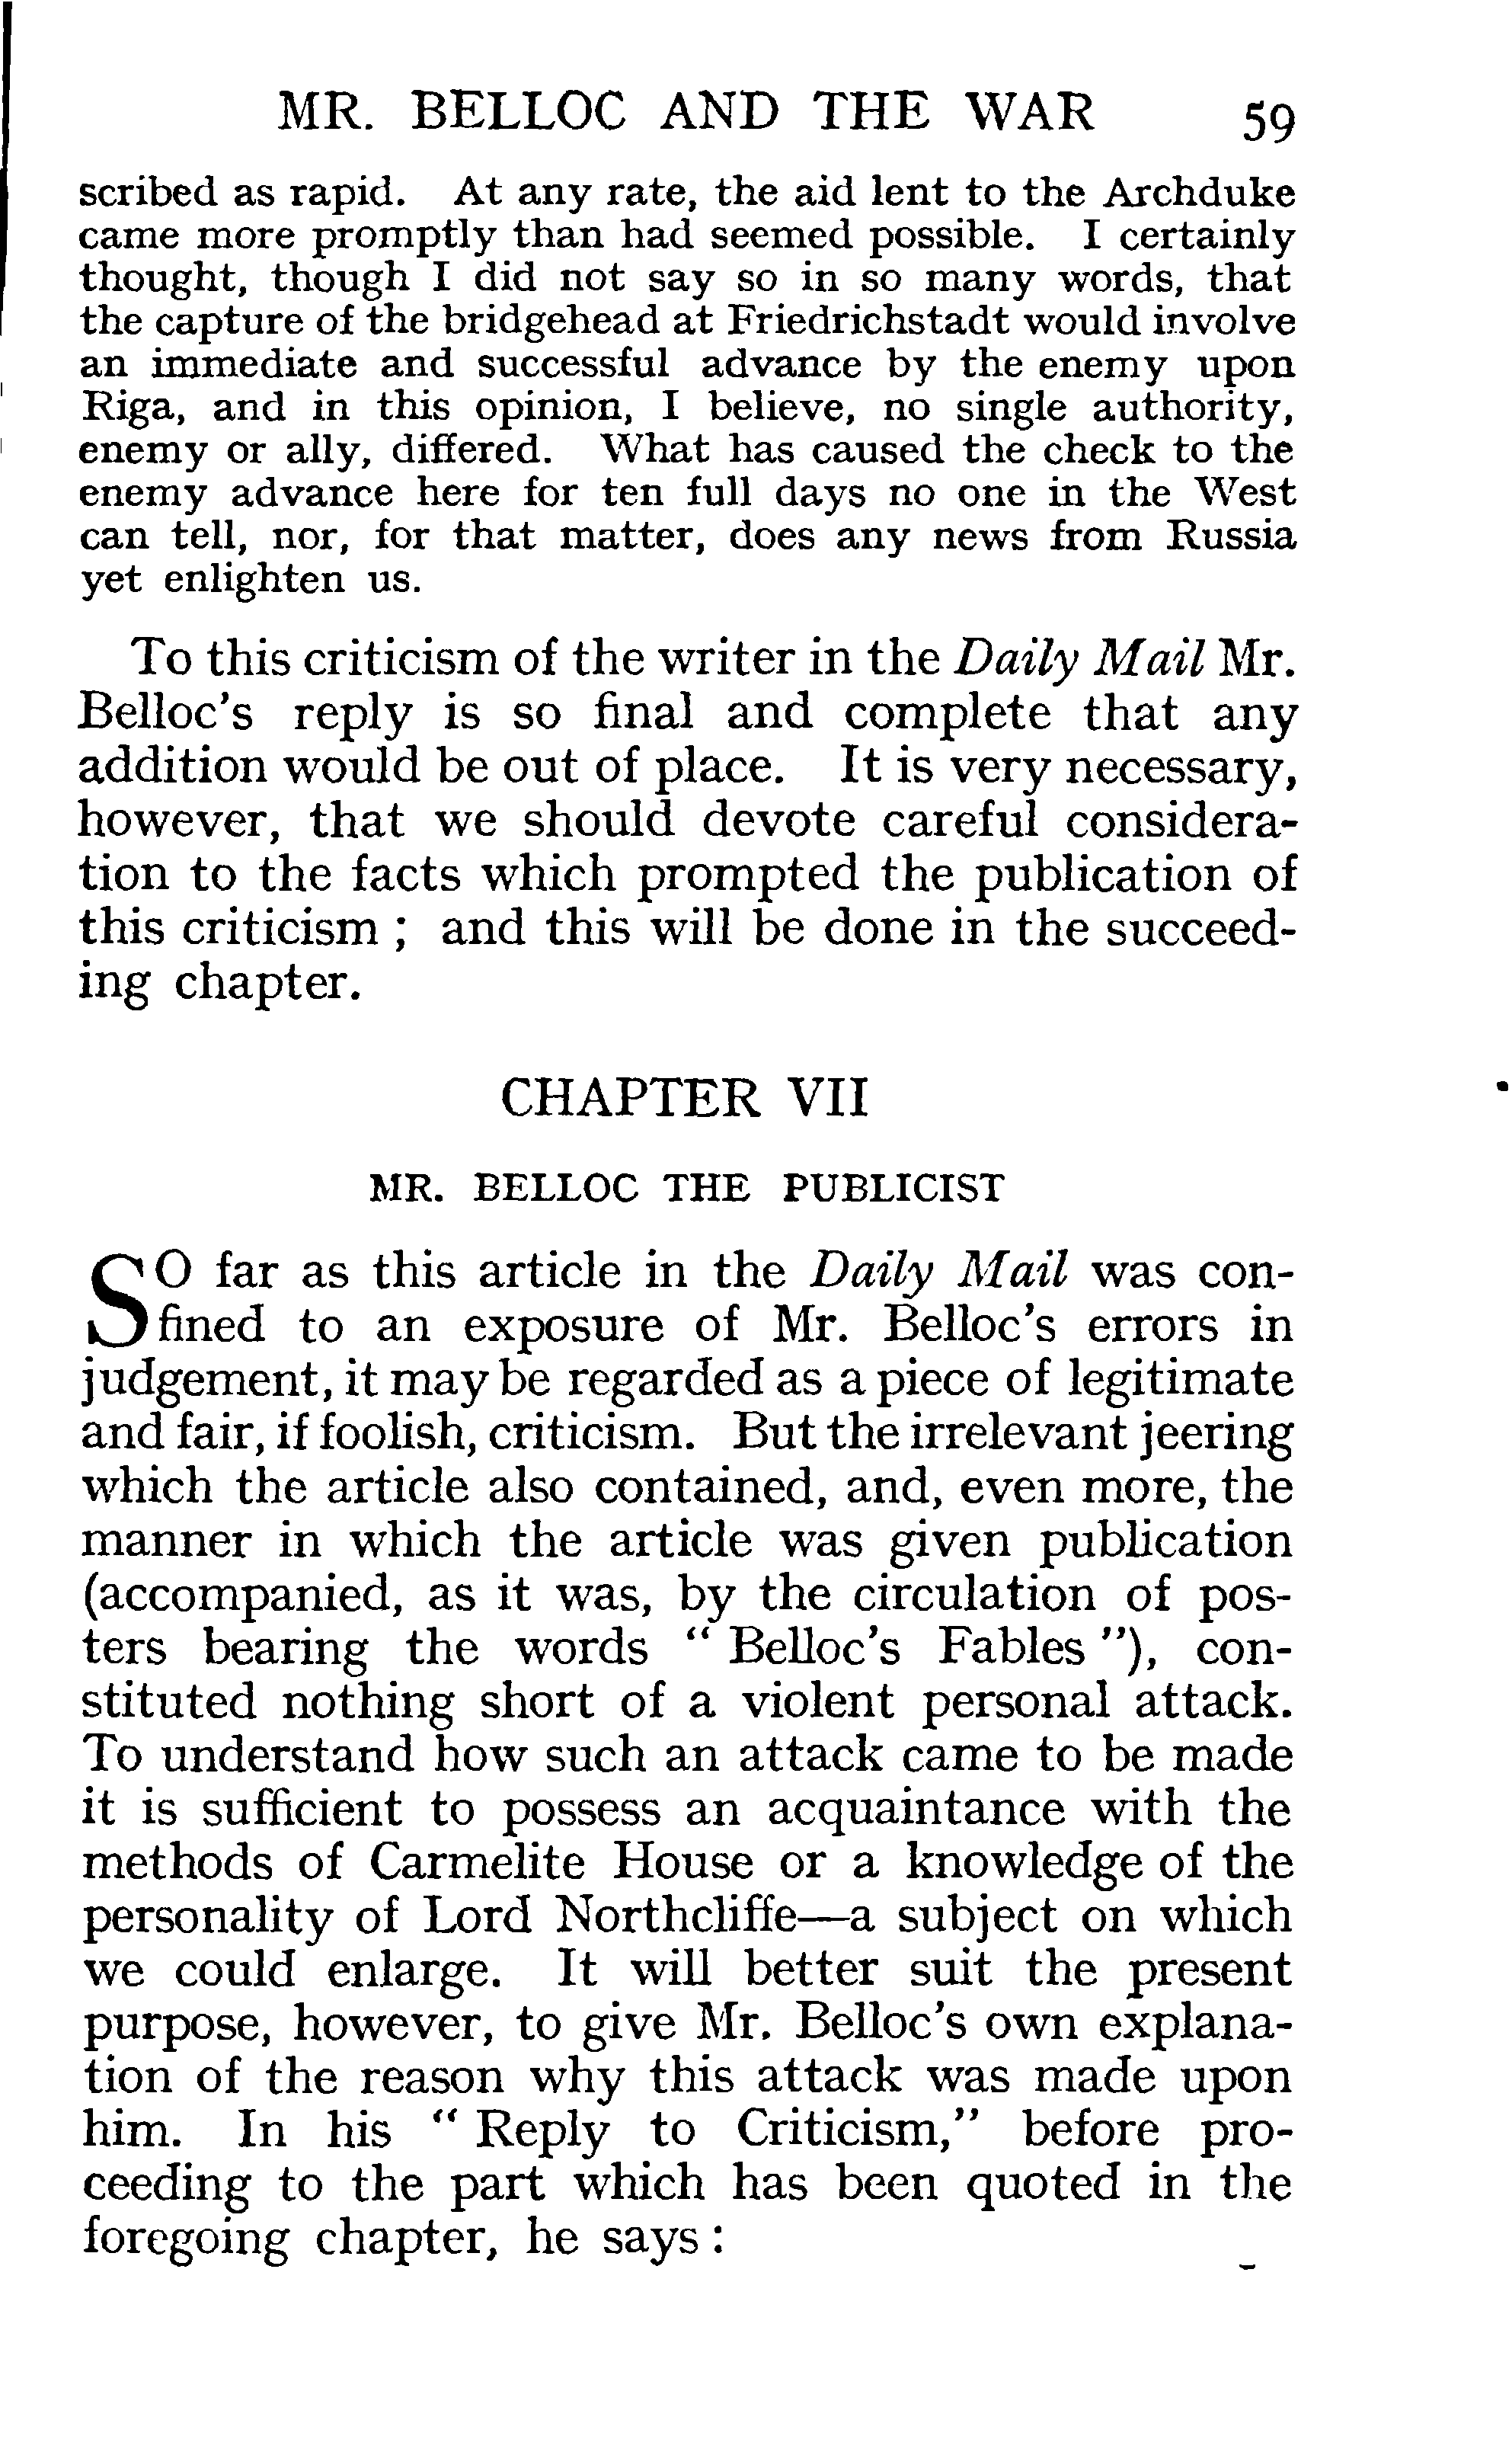 MR. BELLOC AND THE WAR 59
scribed as rapid. At any rate, the aid lent to the Archduke
came more promptly than had seemed possible. I certainly
thought, though I did not say so in so many words, that
the capture of the bridgehead at Friedrichstadt would involve
an immediate and successful advance by the enemy upon
Riga, and in this opinion, I believe, no single authority,
enemy or ally, differed. What has caused the check to the
enemy advance here for ten full days no one in the West
can tell, nor, for that matter, does any news from Russia
yet enlighten us.
To this criticism of the writer in the Daily Mail Mr.
Belloc's reply is so final and complete that any
addition would be out of place. It is very necessary,
however, that we should devote careful considera-
tion to the facts which prompted the publication of
this criticism ; and this will be done in the succeed-
ing chapter.
CHAPTER VII
MR. BELLOC THE PUBLICIST
SO far as this article in the Daily Mail was con-
fined to an exposure of Mr. Belloc's errors in
judgement, it may be regarded as a piece of legitimate
and fair, if foolish, criticism. But the irrelevant jeering
which the article also contained, and, even more, the
manner in which the article was given publication
(accompanied, as it was, by the circulation of pos-
ters bearing the words “ Belloc's Fables ”), con-
stituted nothing short of a violent personal attack.
To understand how such an attack came to be made
it is sufficient to possess an acquaintance with the
methods of Carmelite House or a knowledge of the
personality of Lord Northcliffe—a subject on which
we could enlarge. It will better suit the present
purpose, however, to give Mr. Belloc's own explana-
tion of the reason why this attack was made upon
him. In his “ Reply to Criticism,” before pro-
ceeding to the part which has been quoted in the
foregoing chapter, he says :